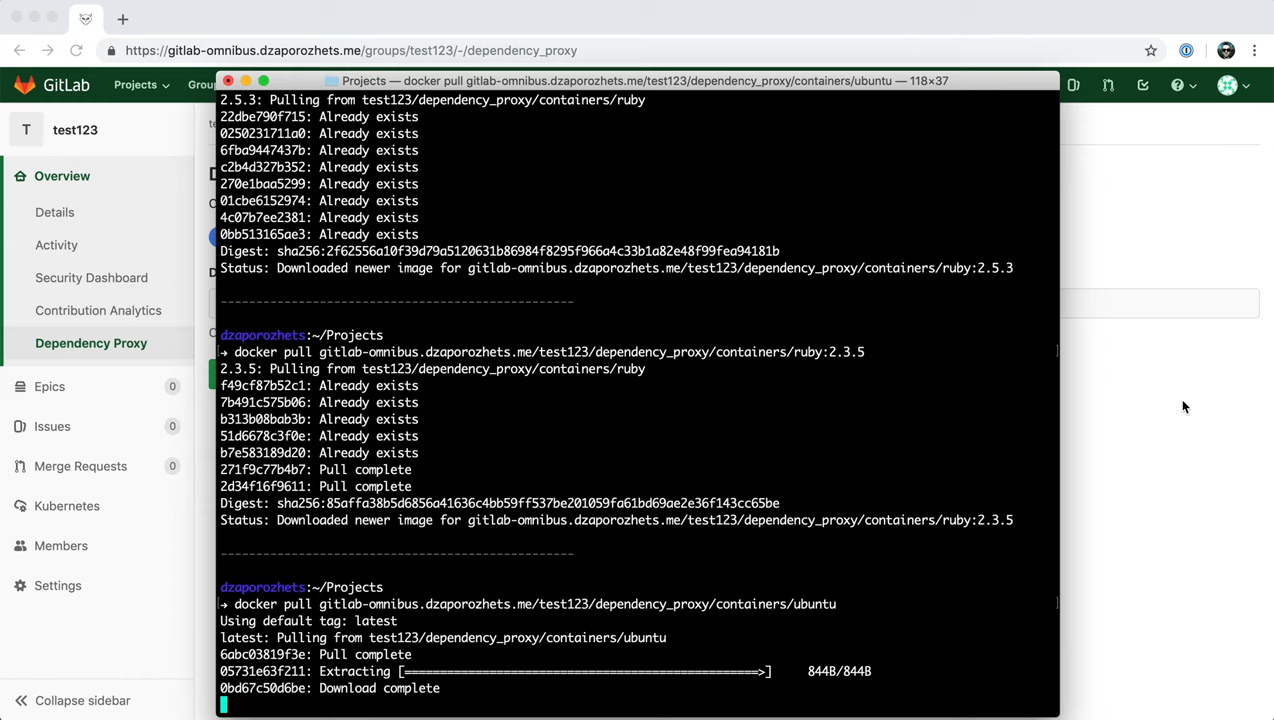 https://gitlab-omnibus.dzaporozhets.me/groups/test123/-/dependency_proxy
GitLab
Projects
Grou
Projects — docker pull gitlab-omnibus.dzaporozhets.me/test123/dependency_proxy/containers/ubuntu — 118×37
T
test123
te
D
Overview
Details
Activity
Security Dashboard
Contribution Analytics
Dependency Proxy
Epics 0
Issues 0
Merge Requests 0
Kubernetes
Members
Settings
Collapse sidebar
2.5.3: Pulling from test123/dependency_proxy/containers/ruby
22dbe790f715: Already exists
0250231711a0: Already exists
6fba9447437b: Already exists
c2b4d327b352: Already exists
270e1baa5299: Already exists
01cbe6152974: Already exists
4c07b7ee2381: Already exists
0bb513165ae3: Already exists
Digest: sha256:2f62556a10f39d79a5120631b86984f8295f966a4c33b1a82e48f99fea94181b
Status: Downloaded newer image for gitlab-omnibus.dzaporozhets.me/test123/dependency_proxy/containers/ruby:2.5.3
--------------------------------------------------
dzaporozhets:~/Projects
→ docker pull gitlab-omnibus.dzaporozhets.me/test123/dependency_proxy/containers/ruby:2.3.5
2.3.5: Pulling from test123/dependency_proxy/containers/ruby
f49cf87b52c1: Already exists
7b491c575b06: Already exists
b313b08bab3b: Already exists
51d6678c3f0e: Already exists
b7e583189d20: Already exists
271f9c77b4b7: Pull complete
2d34f16f9611: Pull complete
Digest: sha256:85affa38b5d6856a41636c4bb59ff537be201059fa61bd69ae2e36f143cc65be
Status: Downloaded newer image for gitlab-omnibus.dzaporozhets.me/test123/dependency_proxy/containers/ruby:2.3.5
--------------------------------------------------
dzaporozhets:~/Projects
→ docker pull gitlab-omnibus.dzaporozhets.me/test123/dependency_proxy/containers/ubuntu
Using default tag: latest
latest: Pulling from test123/dependency_proxy/containers/ubuntu
6abc03819f3e: Pull complete
05731e63f211: Extracting [==================================================>] 844B/844B
0bd67c50d6be: Download complete